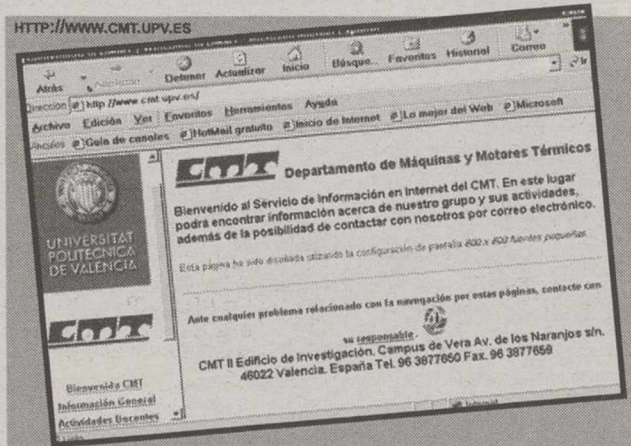 HTTP://WWW.CMT.UPV.ES
Atrás Detener Actualizar Inicio Búsque... Favoritos Historial Correo
Dirección http://www.cmt.upv.es/ Ir
Archivo Edición Ver Favoritos Herramientas Ayuda
Guía de canales HotMail gratuito Inicio de Internet Lo mejor del Web Microsoft
UNIVERSITAT
POLITECNICA
DE VALENCIA
cmt
Bienvenida CMT
Información General
Actividades Docentes
cmt Departamento de Máquinas y Motores Térmicos
Bienvenido al Servicio de Información en Internet del CMT. En este lugar
podra encontrar información acerca de nuestro grupo y sus actividades,
además de la posibilidad de contactar con nosotros por correo electrónico.
Esta página ha sido diseñada utilizando la configuración de pantalla 800 x 600 fuentes pequeñas.
Ante cualquier problema relacionado con la navegación por estas páginas, contacte con
su responsable.
CMT II Edificio de Investigación. Campus de Vera Av. de los Naranjos s/n.
46022 Valencia. España Tel. 96 3877650 Fax. 96 3877659